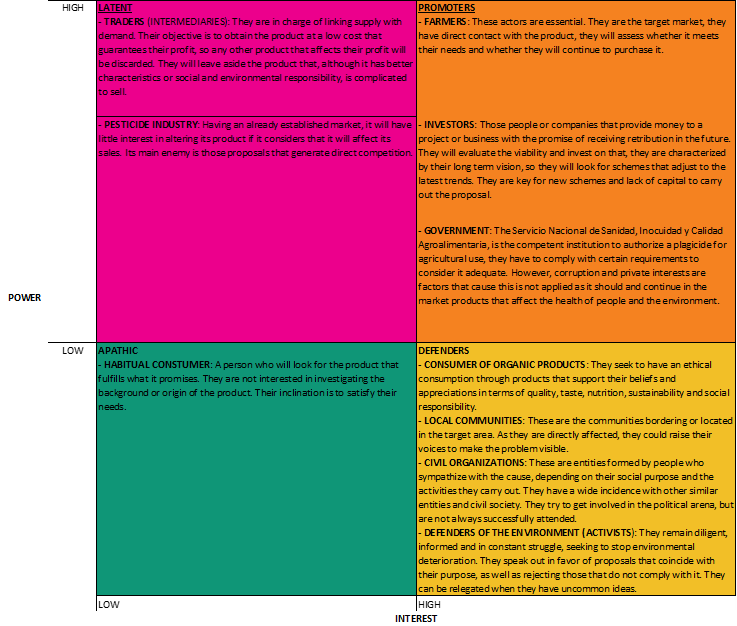 HIGH
LATENT
- TRADERS (INTERMEDIARIES): They are in charge of linking supply with
demand. Their objective is to obtain the product at a low cost that
guarantees their profit, so any other product that affects their profit will
be discarded. They will leave aside the product that, although it has better
characteristics or social and environmental responsibility, is complicated
to sell.
- PESTICIDE INDUSTRY: Having an already established market, it will have
little interest in altering its product if it considers that it will affect its
sales. Its main enemy is those proposals that generate direct competition.
PROMOTERS
- FARMERS: These actors are essential. They are the target market, they
have direct contact with the product, they will assess whether it meets
their needs and whether they will continue to purchase it.
- INVESTORS: Those people or companies that provide money to a
project or business with the promise of receiving retribution in the future.
They will evaluate the viability and invest on that, they are characterized
by their long term vision, so they will look for schemes that adjust to the
latest trends. They are key for new schemes and lack of capital to carry
out the proposal.
- GOVERNMENT: The Servicio Nacional de Sanidad, Inocuidad y Calidad
Agroalimentaria, is the competent institution to authorize a plagicide for
agricultural use, they have to comply with certain requirements to
consider it adequate. However, corruption and private interests are
factors that cause this is not applied as it should and continue in the
market products that affect the health of people and the environment.
POWER
LOW
APATHIC
- HABITUAL CONSTUMER: A person who will look for the product that
fulfills what it promises. They are not interested in investigating the
background or origin of the product. Their inclination is to satisfy their
needs.
DEFENDERS
- CONSUMER OF ORGANIC PRODUCTS: They seek to have an ethical
consumption through products that support their beliefs and
appreciations in terms of quality, taste, nutrition, sustainability and social
responsibility.
- LOCAL COMMUNITIES: These are the communities bordering or located
in the target area. As they are directly affected, they could raise their
voices to make the problem visible.
- CIVIL ORGANIZATIONS: These are entities formed by people who
sympathize with the cause, depending on their social purpose and the
activities they carry out. They have a wide incidence with other similar
entities and civil society. They try to get involved in the political arena, but
are not always successfully attended.
- DEFENDERS OF THE ENVIRONMENT (ACTIVISTS): They remain diligent,
informed and in constant struggle, seeking to stop environmental
deterioration. They speak out in favor of proposals that coincide with
their purpose, as well as rejecting those that do not comply with it. They
can be relegated when they have uncommon ideas.
LOW
HIGH
INTEREST